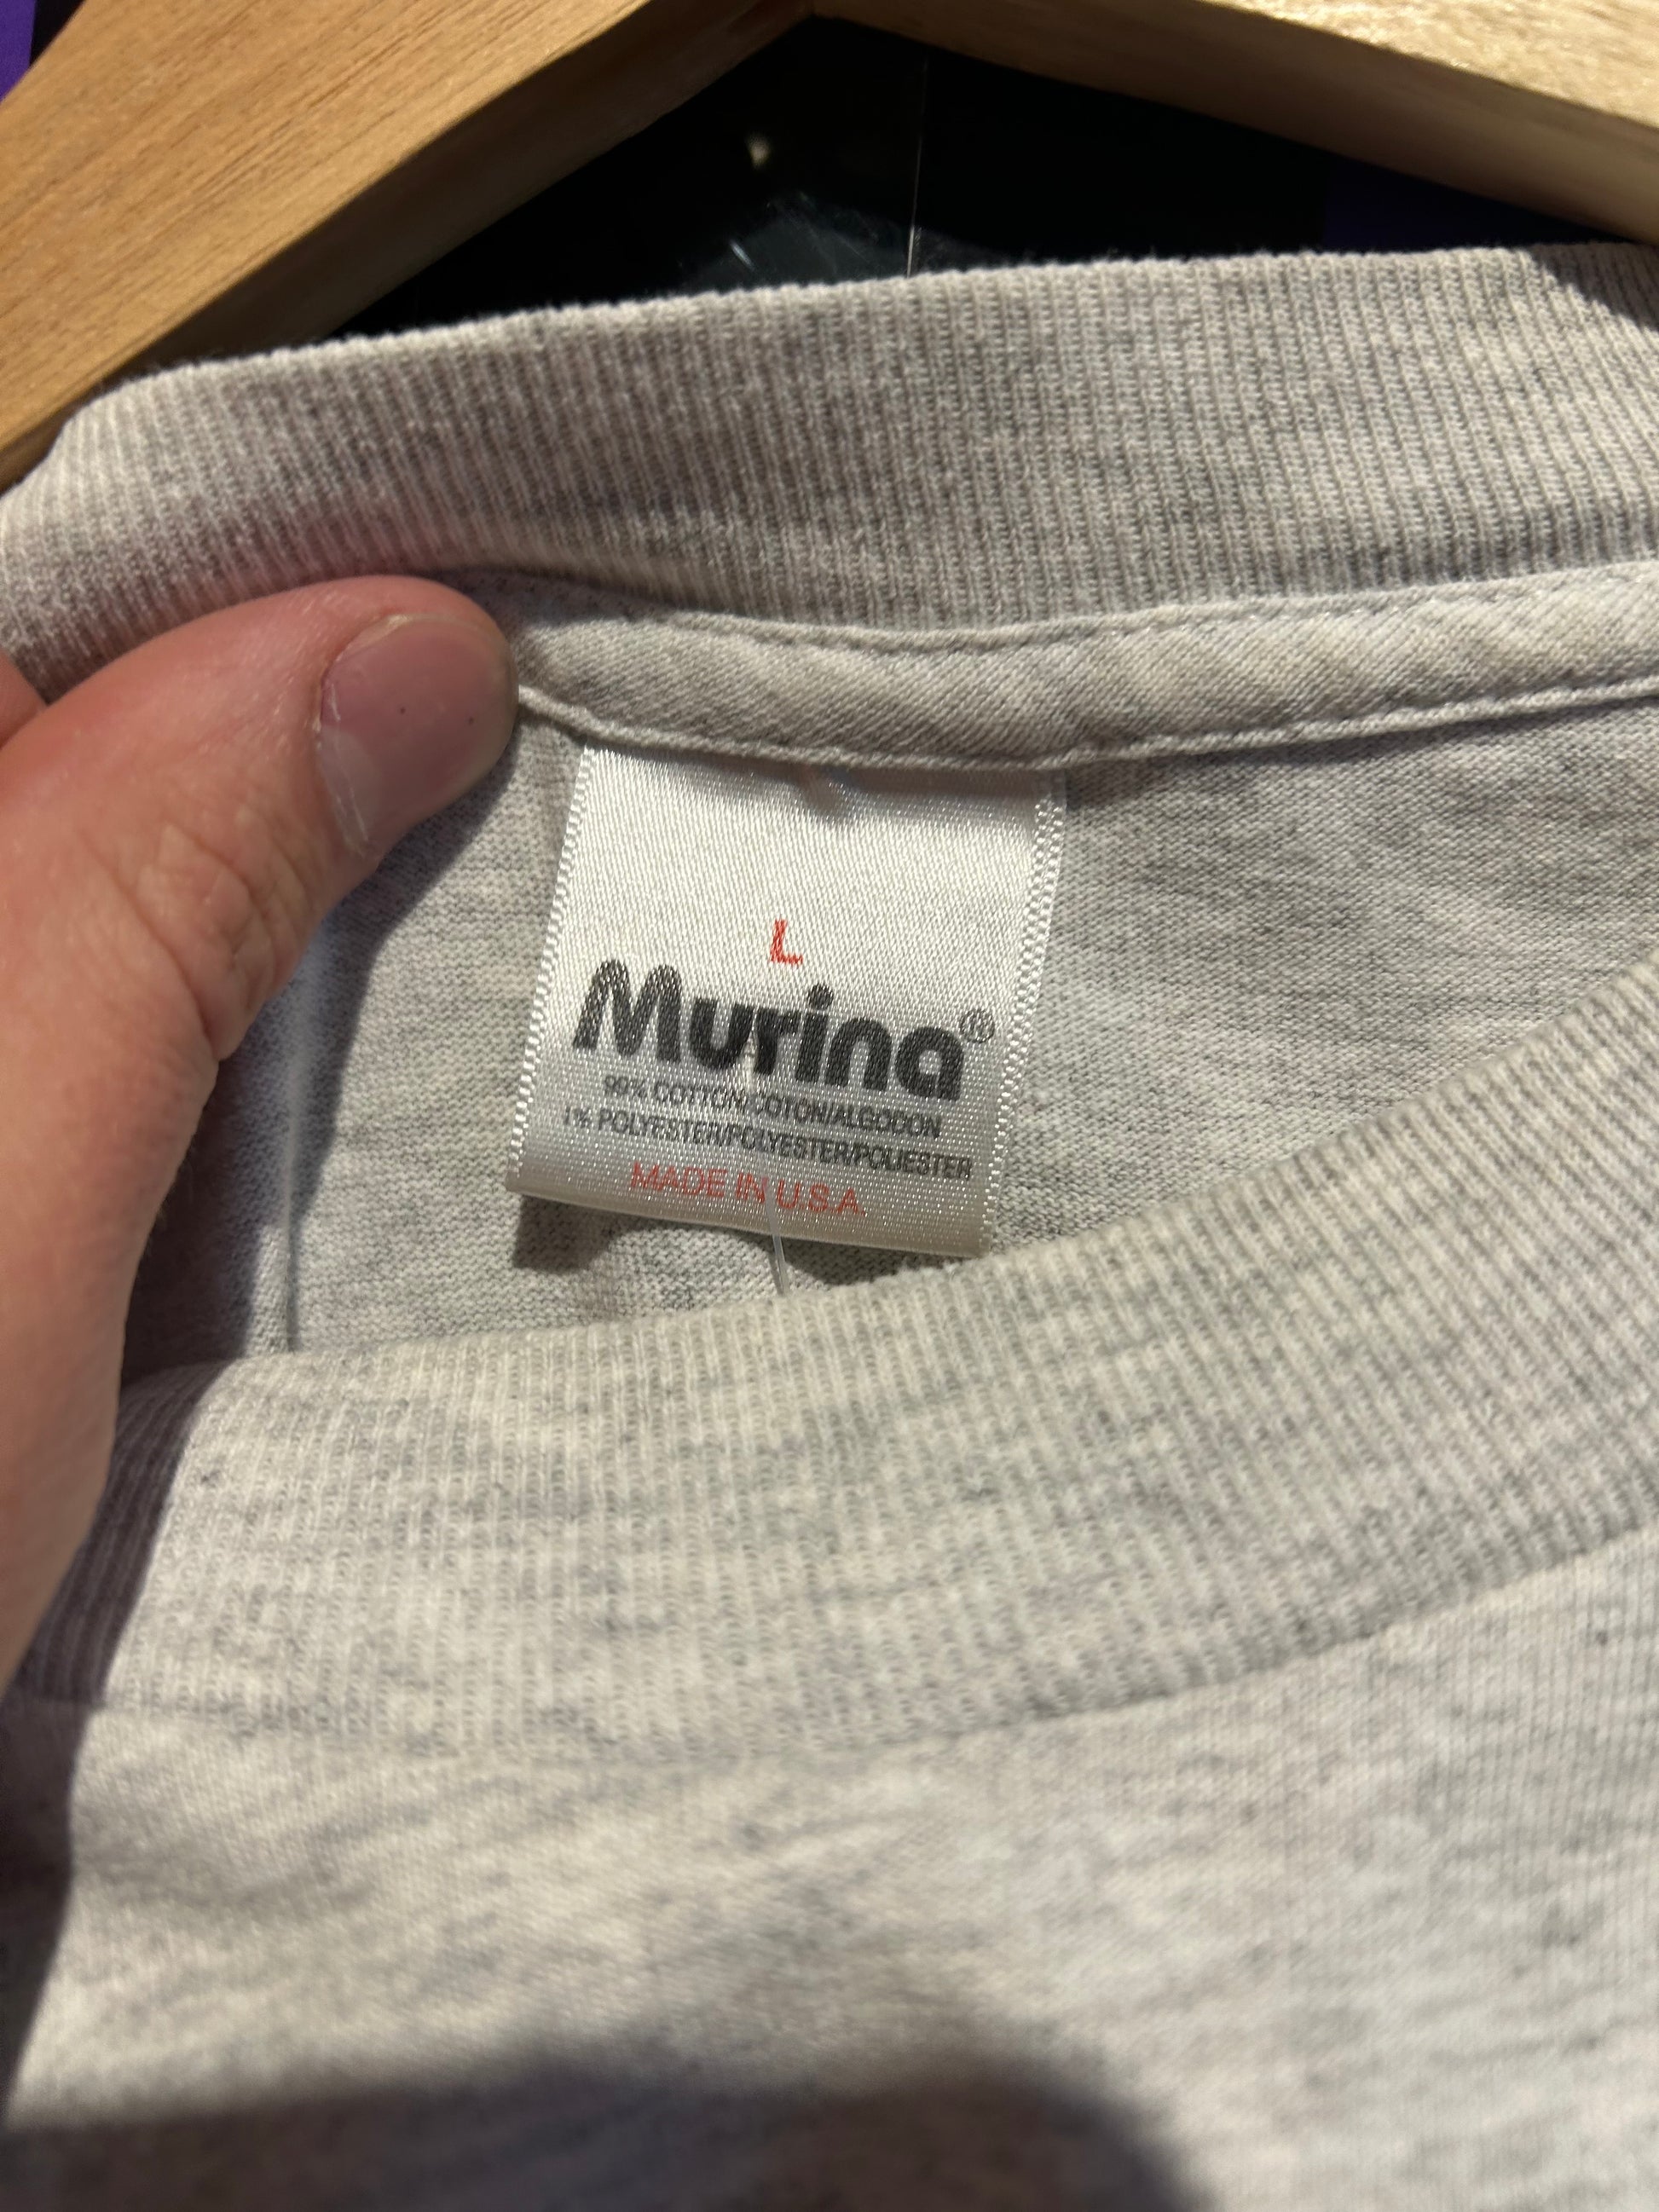 L
Murina®
99% COTTON/COTON/ALGODON
1% POLYESTER/POLYESTER/POLIESTER
MADE IN U.S.A.